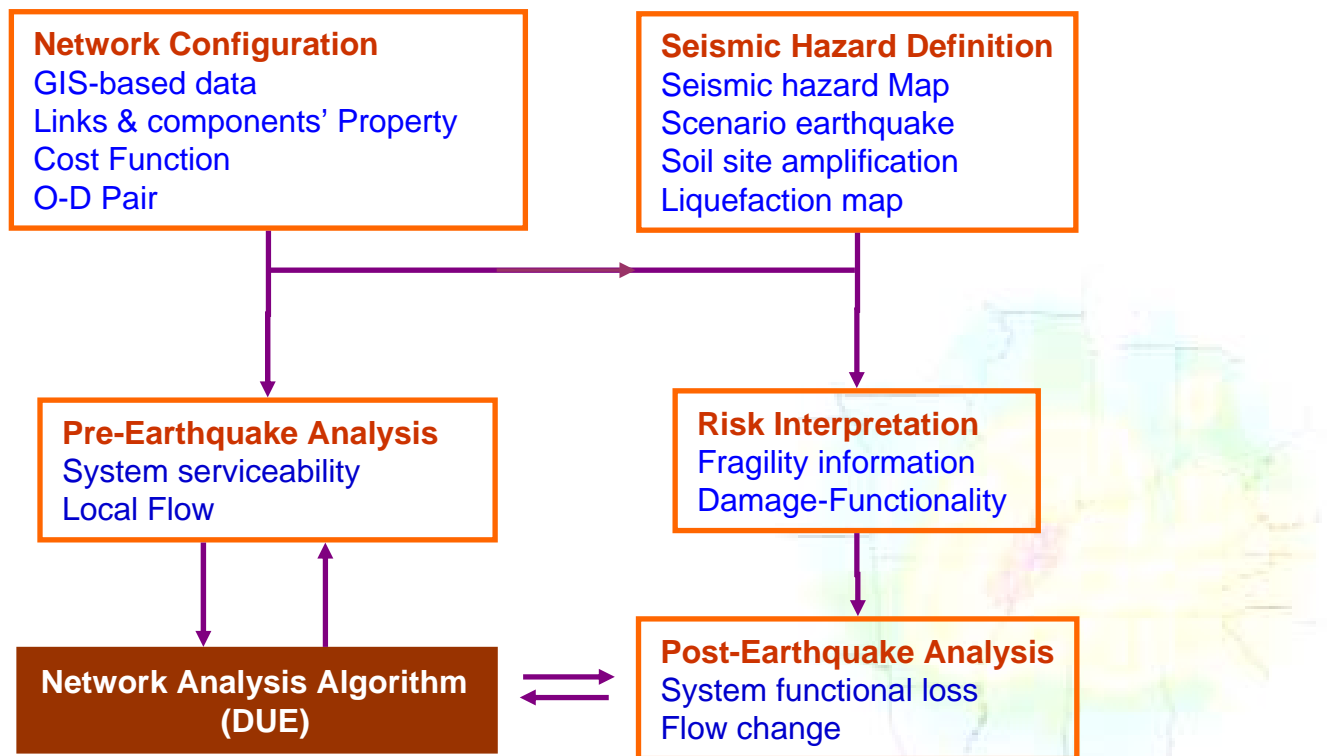 Network Configuration
GIS-based data
Links & components’ Property
Cost Function
O-D Pair
Seismic Hazard Definition
Seismic hazard Map
Scenario earthquake
Soil site amplification
Liquefaction map
Pre-Earthquake Analysis
System serviceability
Local Flow
Risk Interpretation
Fragility information
Damage-Functionality
Network Analysis Algorithm
(DUE)
Post-Earthquake Analysis
System functional loss
Flow change